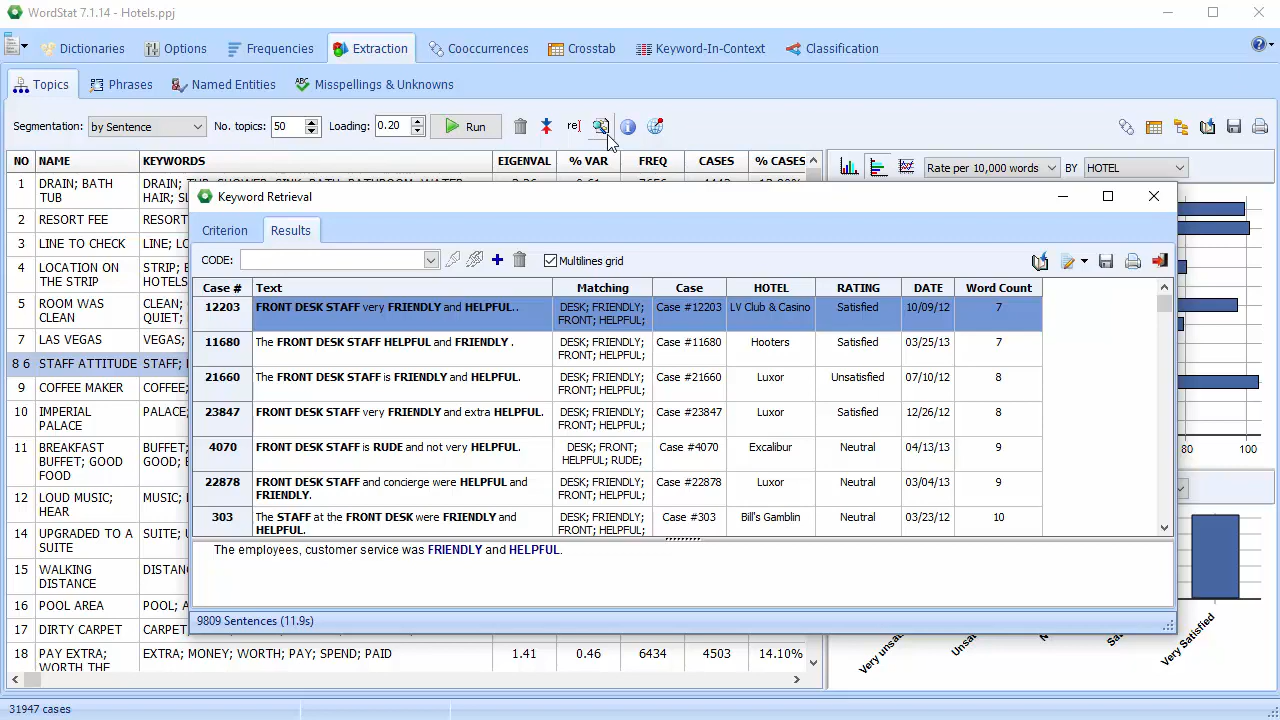 WordStat 7.1.14 - Hotels.ppj
Dictionaries Options Frequencies Extraction Cooccurrences Crosstab Keyword-In-Context Classification
Topics Phrases Named Entities Misspellings & Unknowns
Segmentation: by Sentence No. topics: 50 Loading: 0.20 Run
NO NAME KEYWORDS EIGENVAL % VAR FREQ CASES % CASES
Rate per 10,000 words BY HOTEL
1 DRAIN; BATH
TUB
2 RESORT FEE RESORT
3 LINE TO CHECK LINE;
4 LOCATION ON STRIP;
THE STRIP HOTELS
5 ROOM WAS CLEAN;
CLEAN QUIET;
7 LAS VEGAS VEGAS;
8 6 STAFF ATTITUDE STAFF;
9 COFFEE MAKER COFFEE;
10 IMPERIAL PALACE;
PALACE
11 BREAKFAST BUFFET;
BUFFET; GOOD GOOD;
FOOD
12 LOUD MUSIC; MUSIC;
HEAR
14 UPGRADED TO A SUITE;
SUITE
15 WALKING DISTAN
DISTANCE
16 POOL AREA POOL;
17 DIRTY CARPET CARPET;
18 PAY EXTRA; EXTRA; MONEY; WORTH; PAY; SPEND; PAID 1.41 0.46 6434 4503 14.10%
WORTH THE
Keyword Retrieval
Criterion Results
CODE: Multilines grid
Case # Text Matching Case HOTEL RATING DATE Word Count
12203 FRONT DESK STAFF very FRIENDLY and HELPFUL.. DESK; FRIENDLY; Case #12203 LV Club & Casino Satisfied 10/09/12 7
FRONT; HELPFUL;
11680 The FRONT DESK STAFF HELPFUL and FRIENDLY . DESK; FRIENDLY; Case #11680 Hooters Satisfied 03/25/13 7
FRONT; HELPFUL;
21660 The FRONT DESK STAFF is FRIENDLY and HELPFUL. DESK; FRIENDLY; Case #21660 Luxor Unsatisfied 07/10/12 8
FRONT; HELPFUL;
23847 FRONT DESK STAFF very FRIENDLY and extra HELPFUL. DESK; FRIENDLY; Case #23847 Luxor Satisfied 12/26/12 8
FRONT; HELPFUL;
4070 FRONT DESK STAFF is RUDE and not very HELPFUL. DESK; FRONT; Case #4070 Excalibur Neutral 04/13/13 9
HELPFUL; RUDE;
22878 FRONT DESK STAFF and concierge were HELPFUL and DESK; FRIENDLY; Case #22878 Luxor Neutral 03/04/13 9
FRIENDLY. FRONT; HELPFUL;
303 The STAFF at the FRONT DESK were FRIENDLY and DESK; FRIENDLY; Case #303 Bill's Gamblin Neutral 03/23/12 10
HELPFUL. FRONT; HELPFUL;
The employees, customer service was FRIENDLY and HELPFUL.
9809 Sentences (11.9s)
80 100
Very Satisfied
31947 cases